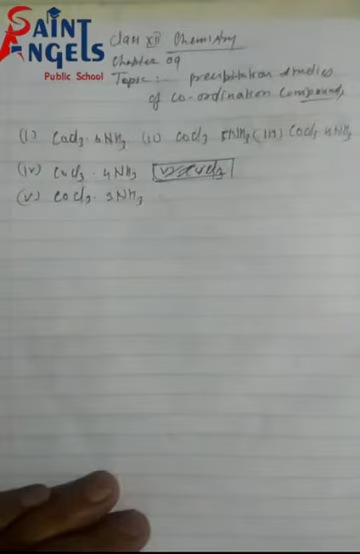 SAINT
ANGELS
Public School
Class XII Chemistry
Chapter 09
Topic:- precipitation studies
of co-ordination compounds
(i) CoCl3. 6NH3 (ii) CoCl3 5NH3 (iii) CoCl3 4NH3
(iv) CoCl3. 4NH3
(v) CoCl3. 3NH3